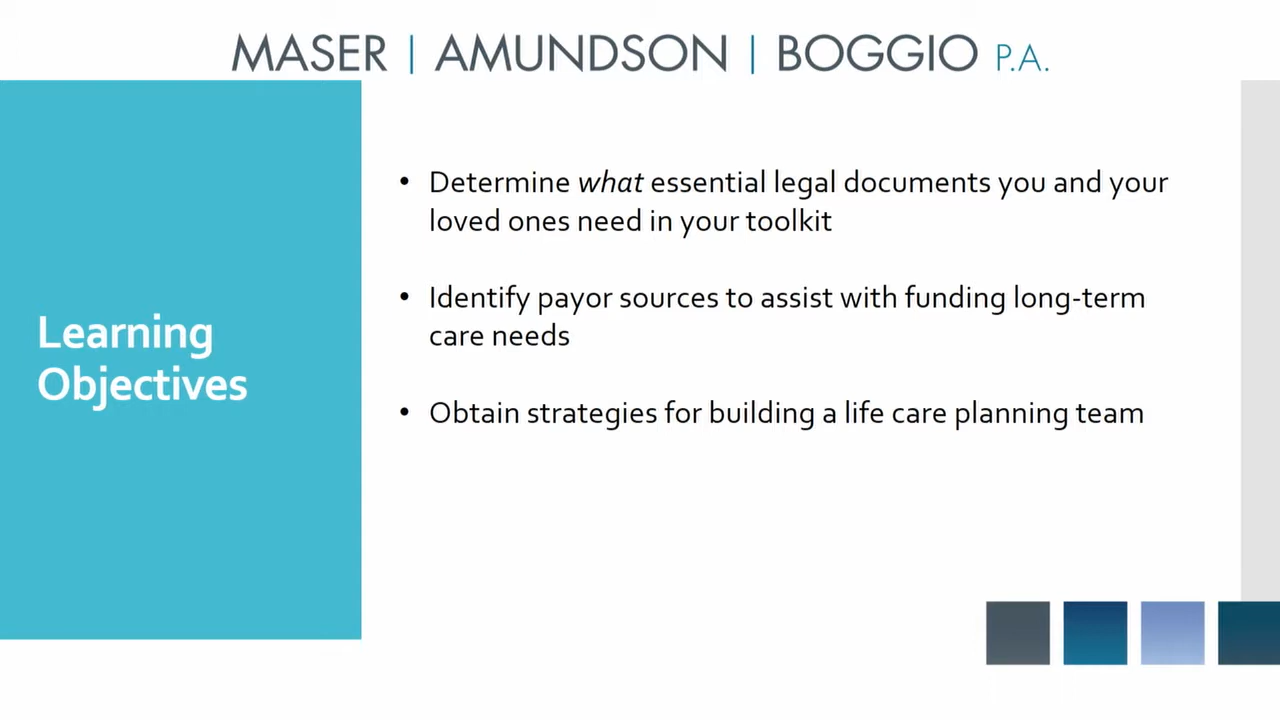 MASER | AMUNDSON | BOGGIO P.A.
Learning
Objectives
• Determine what essential legal documents you and your
loved ones need in your toolkit
• Identify payor sources to assist with funding long-term
care needs
• Obtain strategies for building a life care planning team